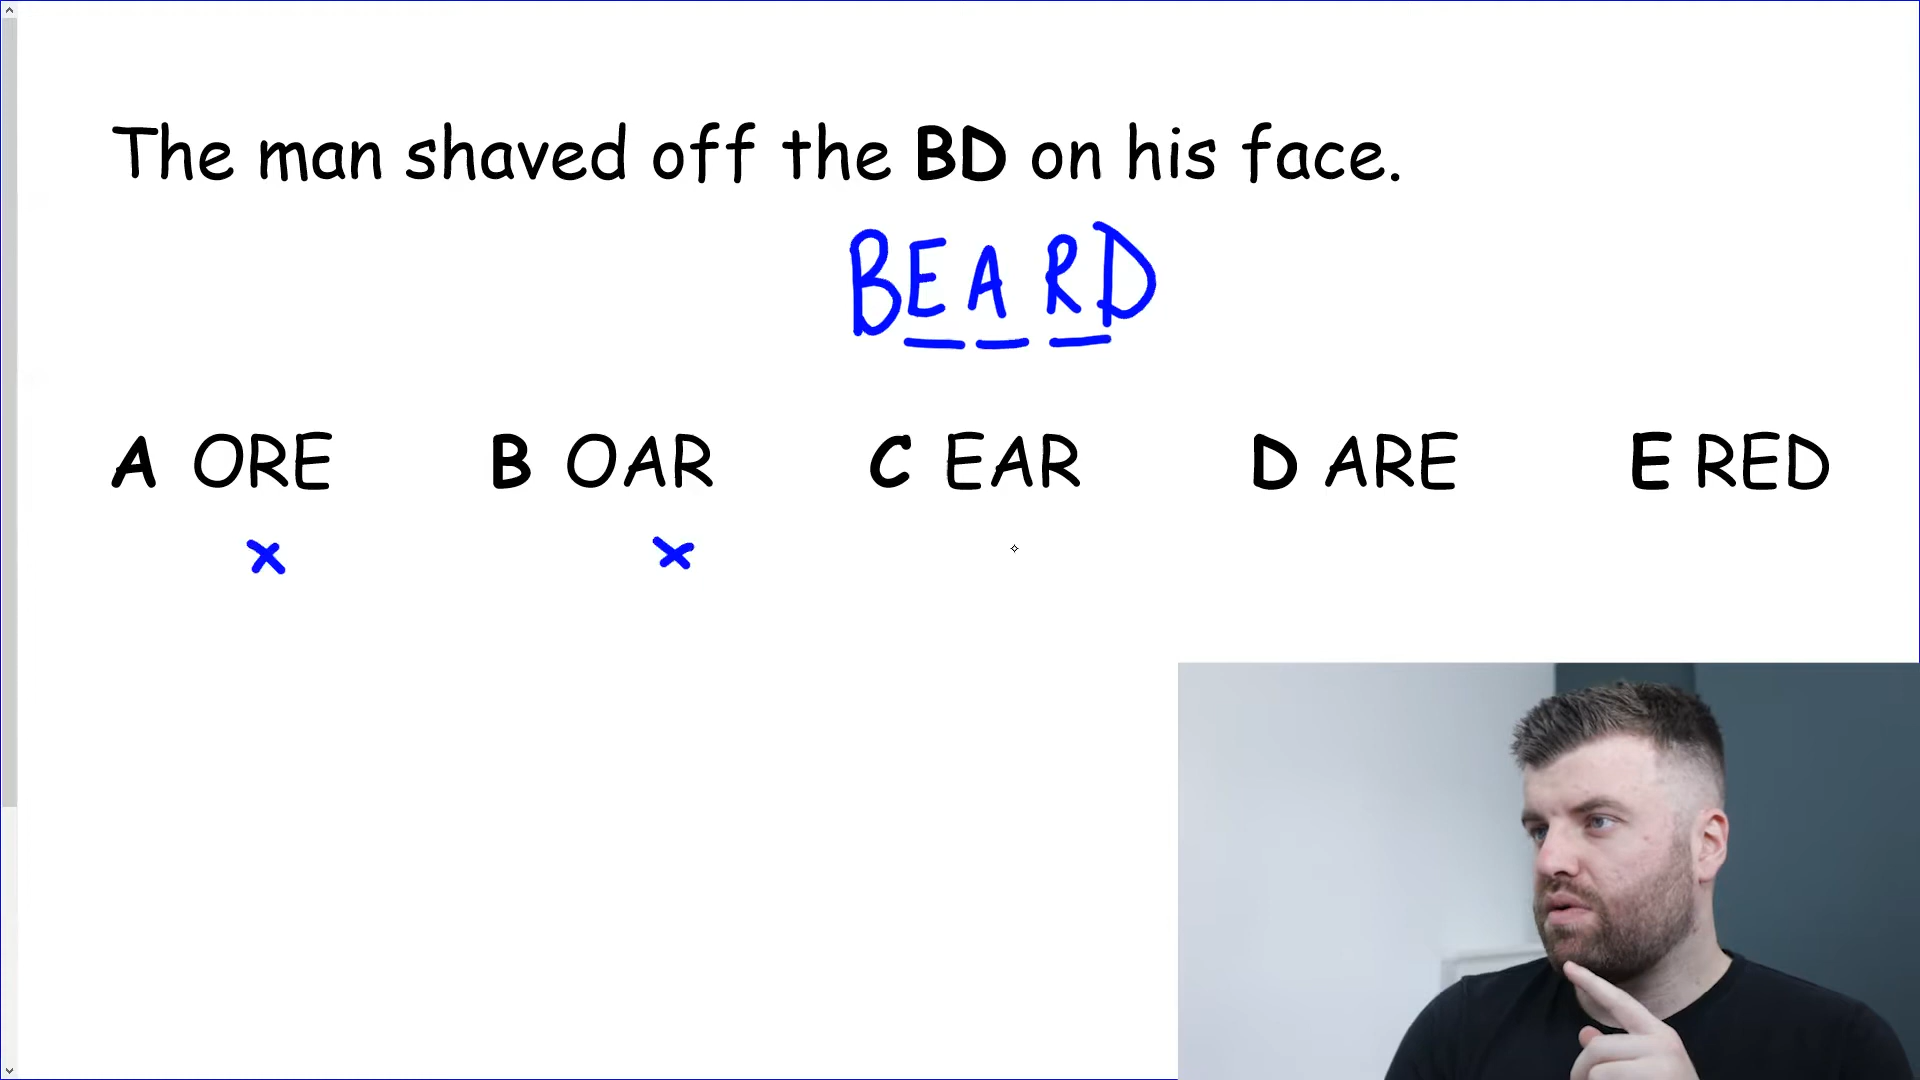 The man shaved off the BD on his face.
BEARD
A ORE B OAR C EAR D ARE E RED
x x